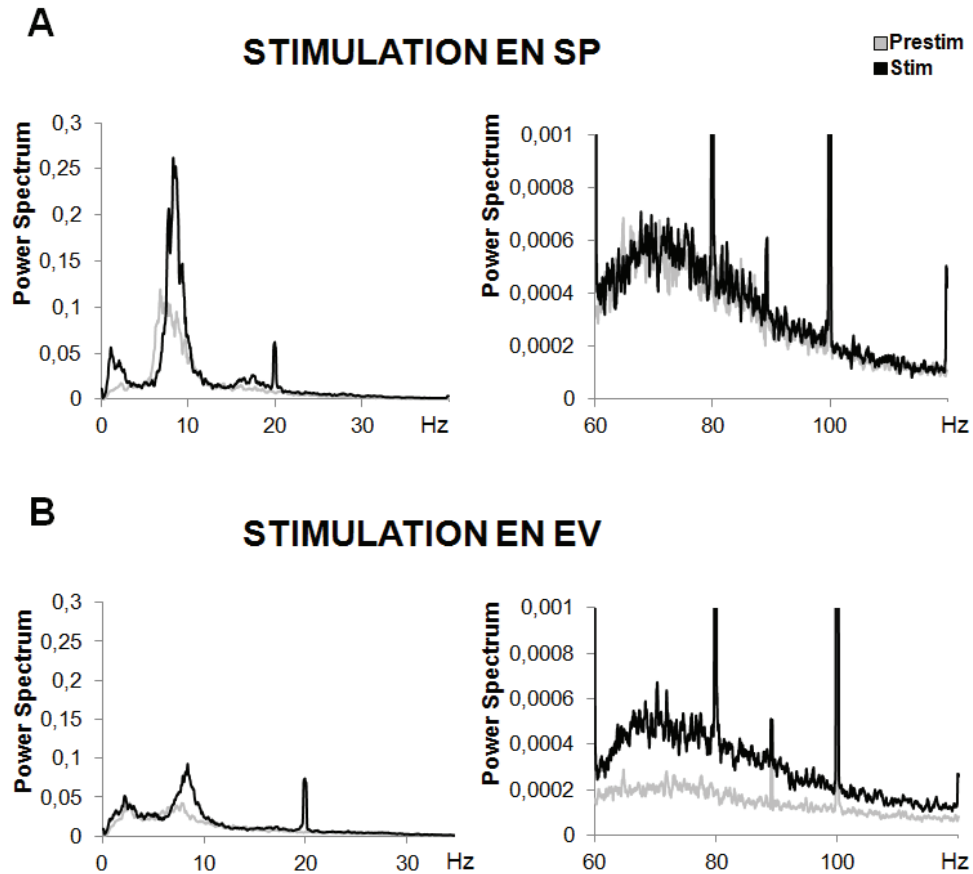 A
STIMULATION EN SP
Prestim
Stim
Power Spectrum
0,3
0,25
0,2
0,15
0,1
0,05
0
0 10 20 30 Hz
Power Spectrum
0,001
0,0008
0,0006
0,0004
0,0002
0
60 80 100 Hz
B
STIMULATION EN EV
Power Spectrum
0,3
0,25
0,2
0,15
0,1
0,05
0
0 10 20 30 Hz
Power Spectrum
0,001
0,0008
0,0006
0,0004
0,0002
0
60 80 100 Hz